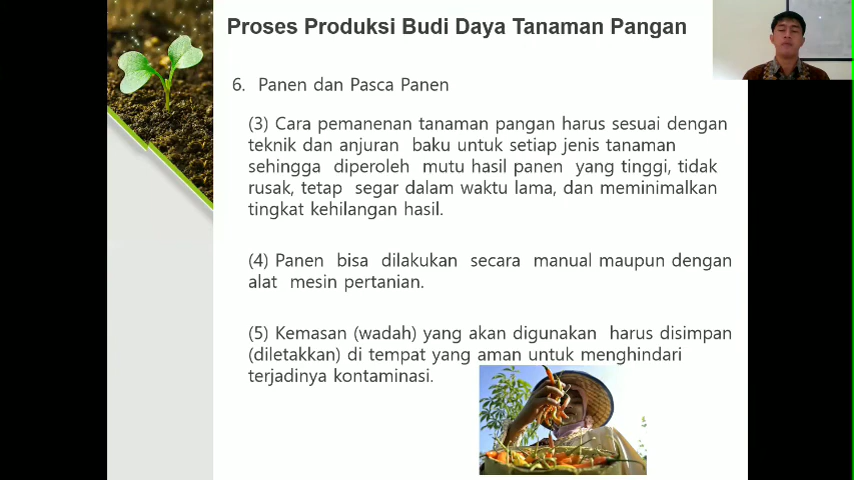 Proses Produksi Budi Daya Tanaman Pangan
6. Panen dan Pasca Panen
(3) Cara pemanenan tanaman pangan harus sesuai dengan
teknik dan anjuran baku untuk setiap jenis tanaman
sehingga diperoleh mutu hasil panen yang tinggi, tidak
rusak, tetap segar dalam waktu lama, dan meminimalkan
tingkat kehilangan hasil.
(4) Panen bisa dilakukan secara manual maupun dengan
alat mesin pertanian.
(5) Kemasan (wadah) yang akan digunakan harus disimpan
(diletakkan) di tempat yang aman untuk menghindari
terjadinya kontaminasi.